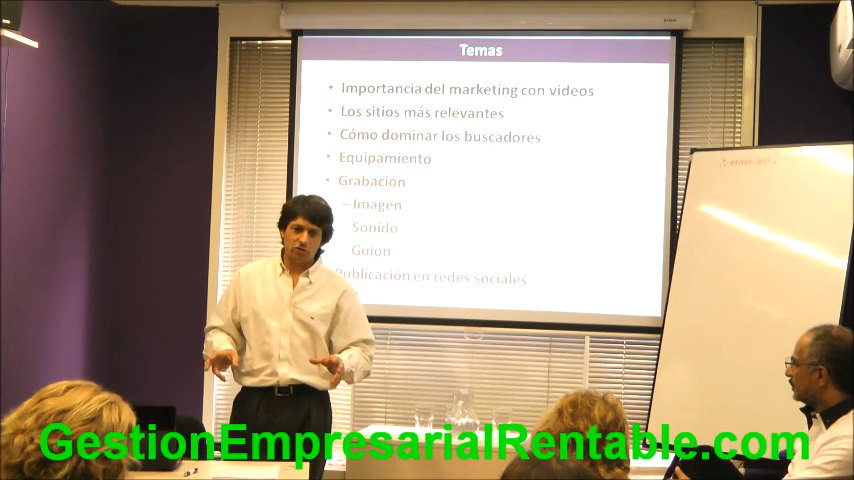 Temas
• Importancia del marketing con videos
• Los sitios más relevantes
• Cómo dominar los buscadores
• Equipamiento
• Grabación
– Imagen
Sonido
Guion
Publicación en redes sociales
¡Bienvenidos!
GestionEmpresarialRentable.com